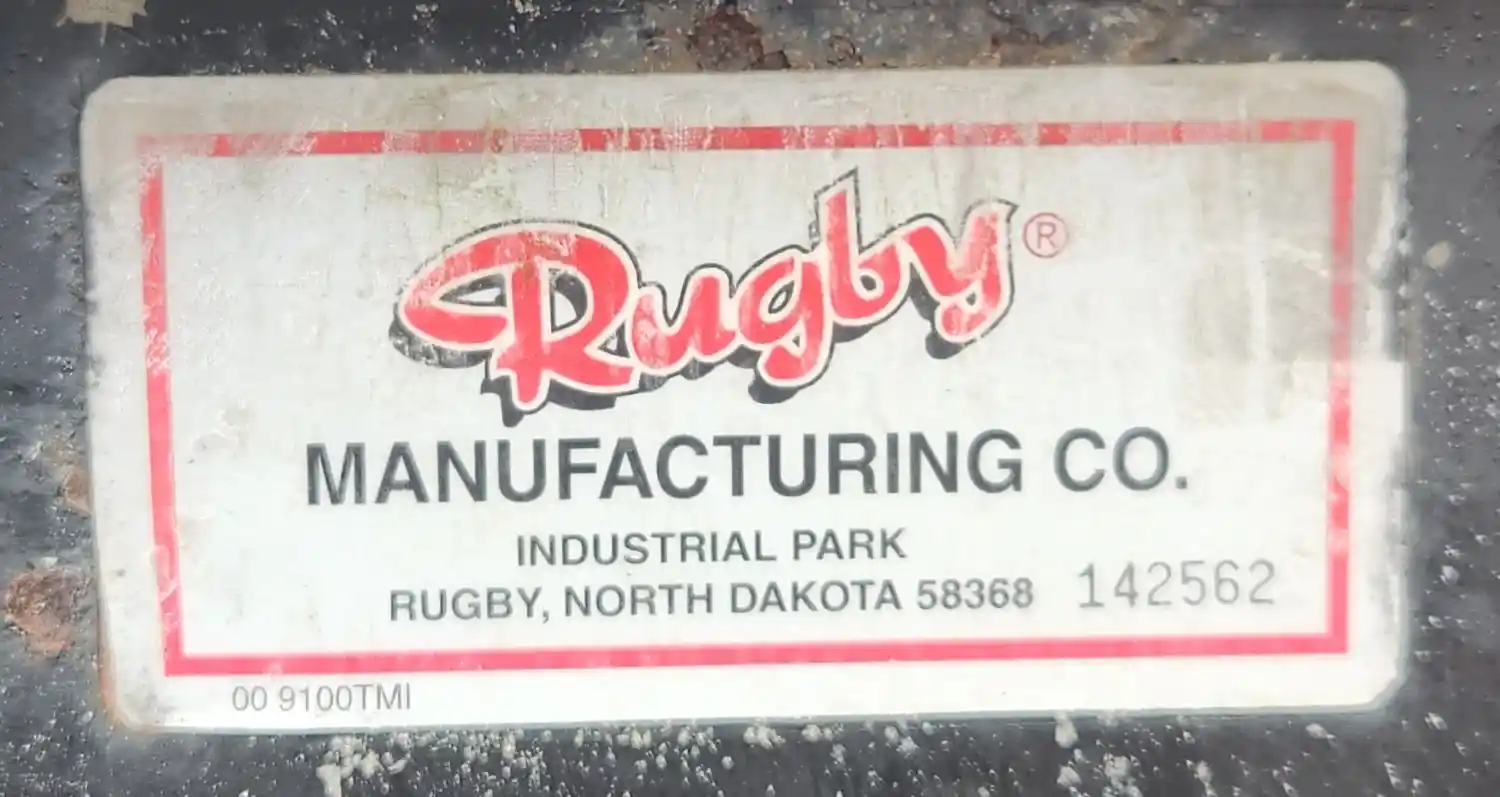 Rugby®
MANUFACTURING CO.
INDUSTRIAL PARK
RUGBY, NORTH DAKOTA 58368 142562
00 9100TMI